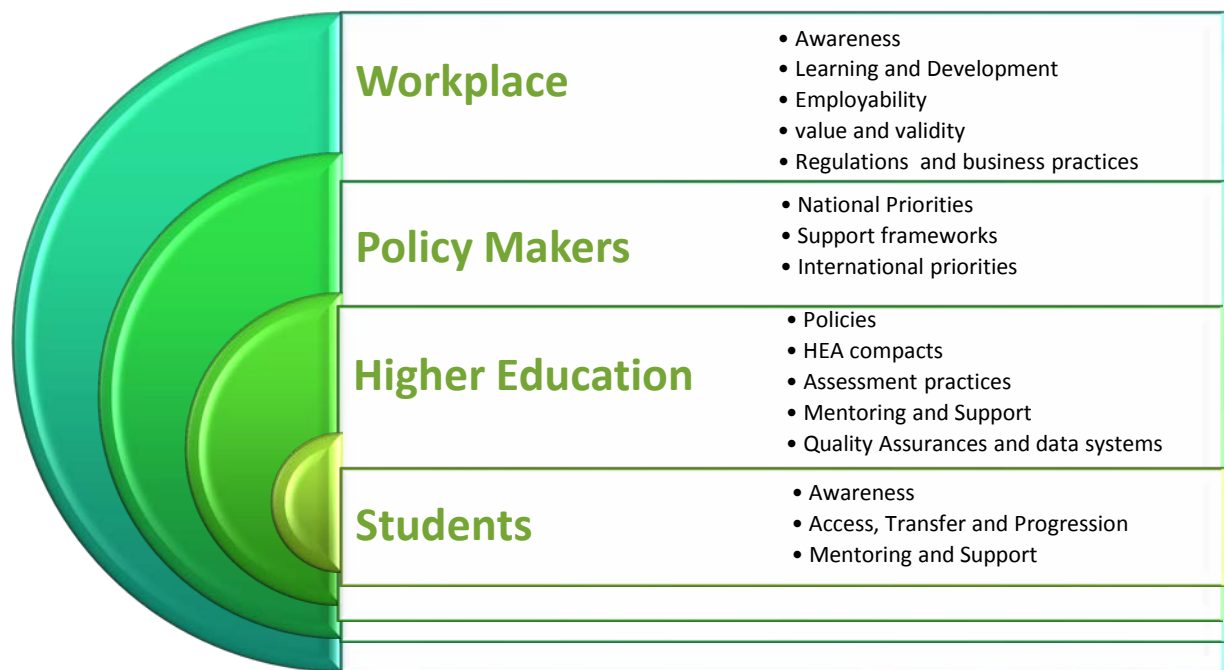 Workplace
• Awareness
• Learning and Development
• Employability
• value and validity
• Regulations  and business practices
Policy Makers
• National Priorities
• Support frameworks
• International priorities
Higher Education
• Policies
• HEA compacts
• Assessment practices
• Mentoring and Support
• Quality Assurances and data systems
Students
• Awareness
• Access, Transfer and Progression
• Mentoring and Support